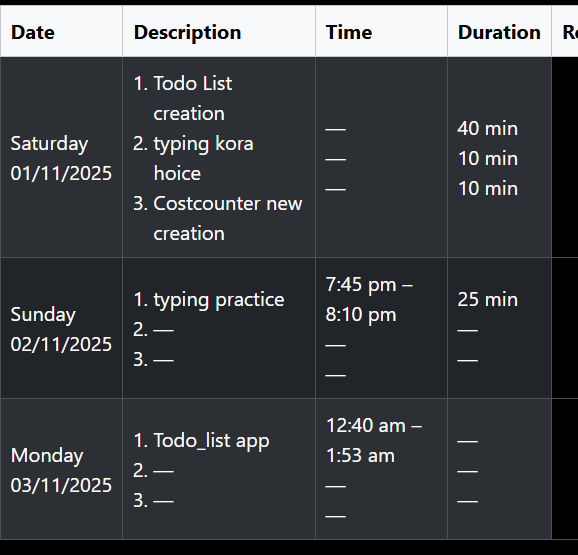 Date Description Time Duration
Saturday
01/11/2025
1. Todo List
creation
2. typing kora
hoice
3. Costcounter new
creation
—
—
—
40 min
10 min
10 min
Sunday
02/11/2025
1. typing practice
2. —
3. —
7:45 pm –
8:10 pm
—
—
25 min
—
—
Monday
03/11/2025
1. Todo_list app
2. —
3. —
12:40 am –
1:53 am
—
—
—
—
—